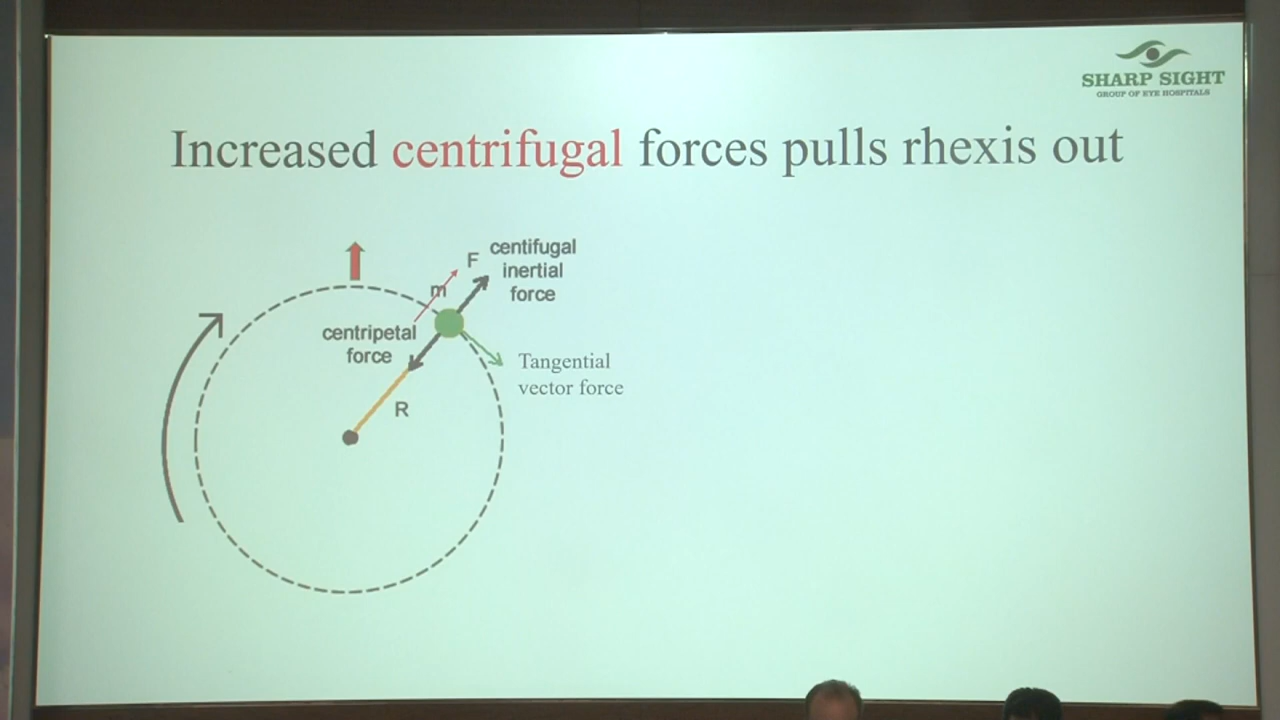 SHARP SIGHT
GROUP OF EYE HOSPITALS
Increased centrifugal forces pulls rhexis out
F
centifugal
inertial
force
m
centripetal
force
Tangential
vector force
R